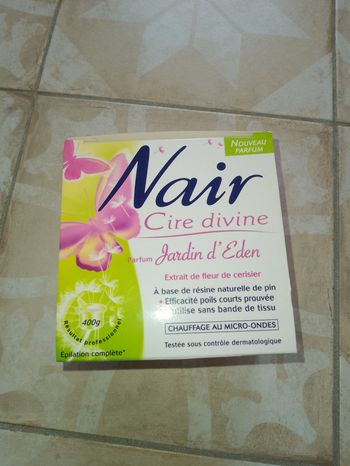 NOUVEAU
PARFUM
Nair
Cire divine
Parfum Jardin d'Eden
Extrait de fleur de cerisier
À base de résine naturelle de pin
• Efficacité poils courts prouvée
utilise sans bande de tissu
CHAUFFAGE AU MICRO-ONDES
Testée sous contrôle dermatologique
400g
Résultat professionnel
Épilation complète*